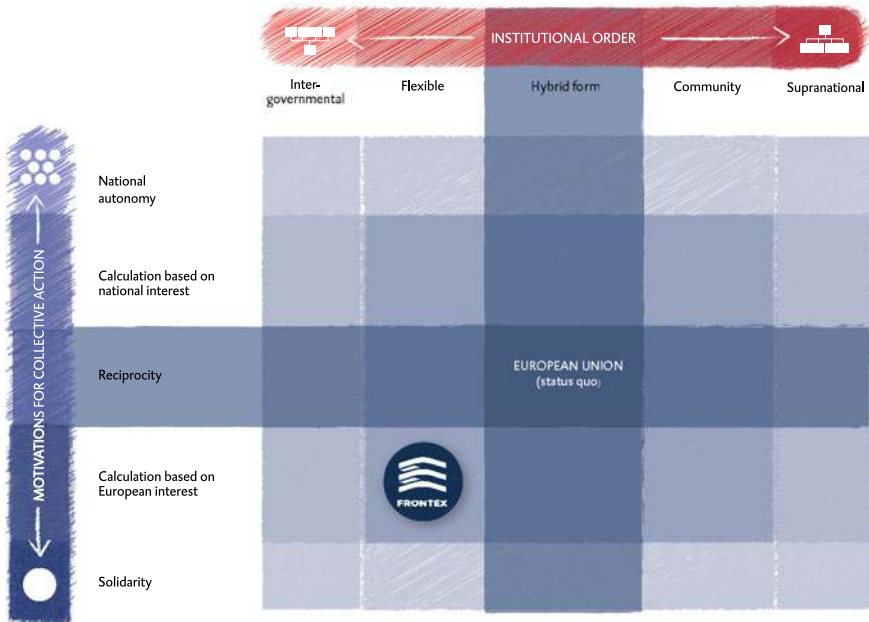 INSTITUTIONAL ORDER
Inter-
governmental
Flexible
Hybrid form
Community
Supranational
MOTIVATIONS FOR COLLECTIVE ACTION
National
autonomy
Calculation based on
national interest
Reciprocity
EUROPEAN UNION
(status quo)
Calculation based on
European interest
FRONTEX
Solidarity